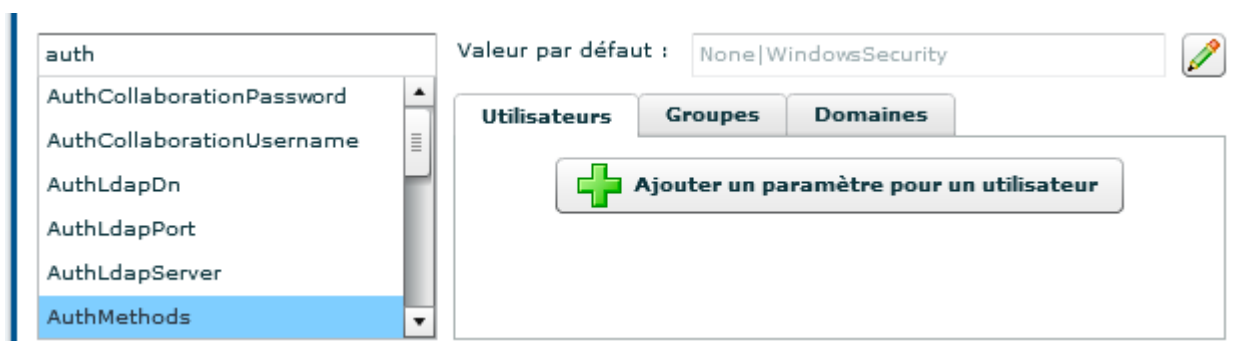 auth
AuthCollaborationPassword
AuthCollaborationUsername
AuthLdapDn
AuthLdapPort
AuthLdapServer
AuthMethods
Valeur par défaut :
None|WindowsSecurity
Utilisateurs
Groupes
Domaines
Ajouter un paramètre pour un utilisateur